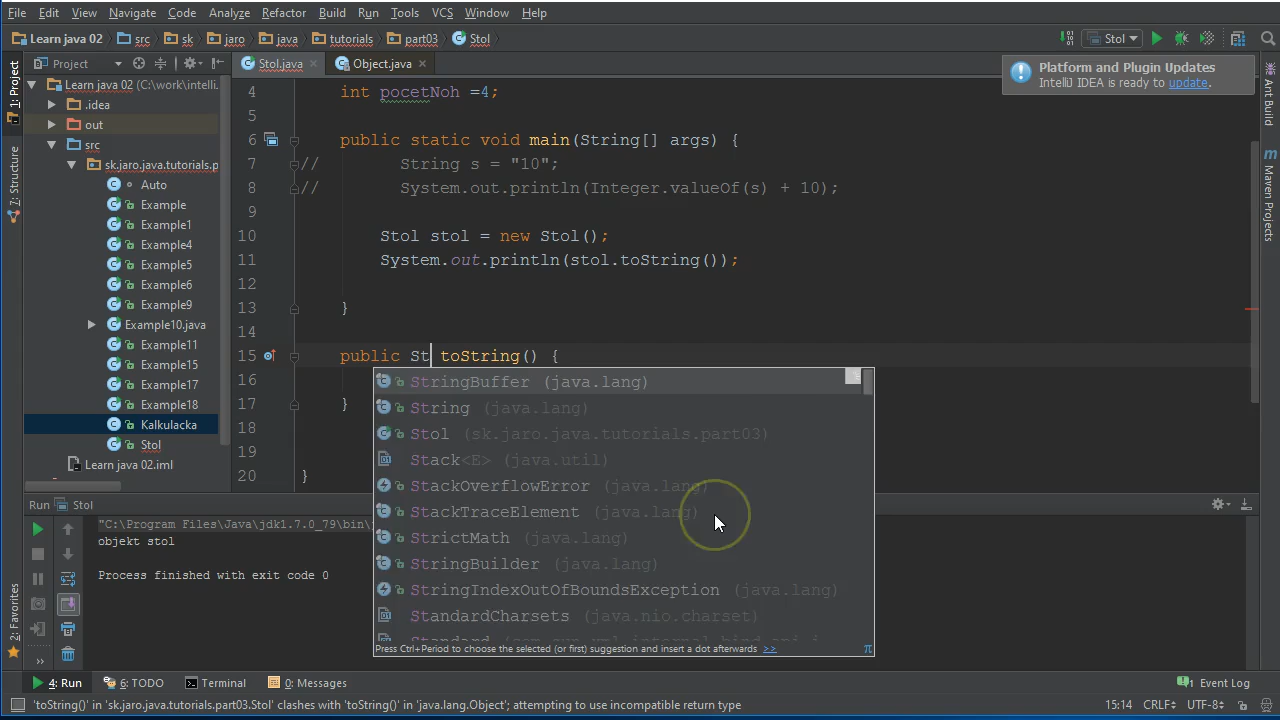 File Edit View Navigate Code Analyze Refactor Build Run Tools VCS Window Help
Learn java 02 src sk jaro java tutorials part03 Stol
Stol
Project
Stol.java Object.java
Platform and Plugin Updates
IntelliJ IDEA is ready to update.
1: Project
7: Structure
2: Favorites
Ant Build
Maven Projects
Learn java 02 (C:\work\intelli.
.idea
out
src
sk.jaro.java.tutorials.p
Auto
Example
Example1
Example4
Example5
Example6
Example9
Example10.java
Example11
Example15
Example17
Example18
Kalkulacka
Stol
Learn java 02.iml
4 int pocetNoh =4;
5
6 public static void main(String[] args) {
7 // String s = "10";
8 // System.out.println(Integer.valueOf(s) + 10);
9
10 Stol stol = new Stol();
11 System.out.println(stol.toString());
12
13 }
14
15 public St toString() {
16
17 }
18
19
20 }
StringBuffer (java.lang)
String (java.lang)
Stol (sk.jaro.java.tutorials.part03)
Stack<E> (java.util)
StackOverflowError (java.lang)
StackTraceElement (java.lang)
StrictMath (java.lang)
StringBuilder (java.lang)
StringIndexOutOfBoundsException (java.lang)
StandardCharsets (java.nio.charset)
Press Ctrl+Period to choose the selected (or first) suggestion and insert a dot afterwards >> π
Run Stol
"C:\Program Files\Java\jdk1.7.0_79\bin\
objekt stol
Process finished with exit code 0
4: Run 6: TODO Terminal 0: Messages 1 Event Log
'toString()' in 'sk.jaro.java.tutorials.part03.Stol' clashes with 'toString()' in 'java.lang.Object'; attempting to use incompatible return type 15:14 CRLF UTF-8